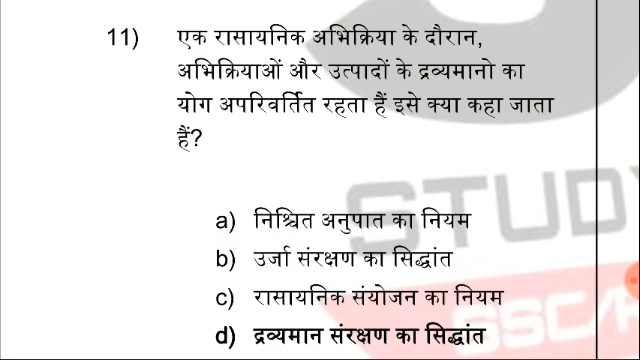 11) एक रासायनिक अभिक्रिया के दौरान,
अभिक्रियाओं और उत्पादों के द्रव्यमानो का
योग अपरिवर्तित रहता हैं इसे क्या कहा जाता
हैं?
a) निश्चित अनुपात का नियम
b) उर्जा संरक्षण का सिद्धांत
c) रासायनिक संयोजन का नियम
d) द्रव्यमान संरक्षण का सिद्धांत
STUD